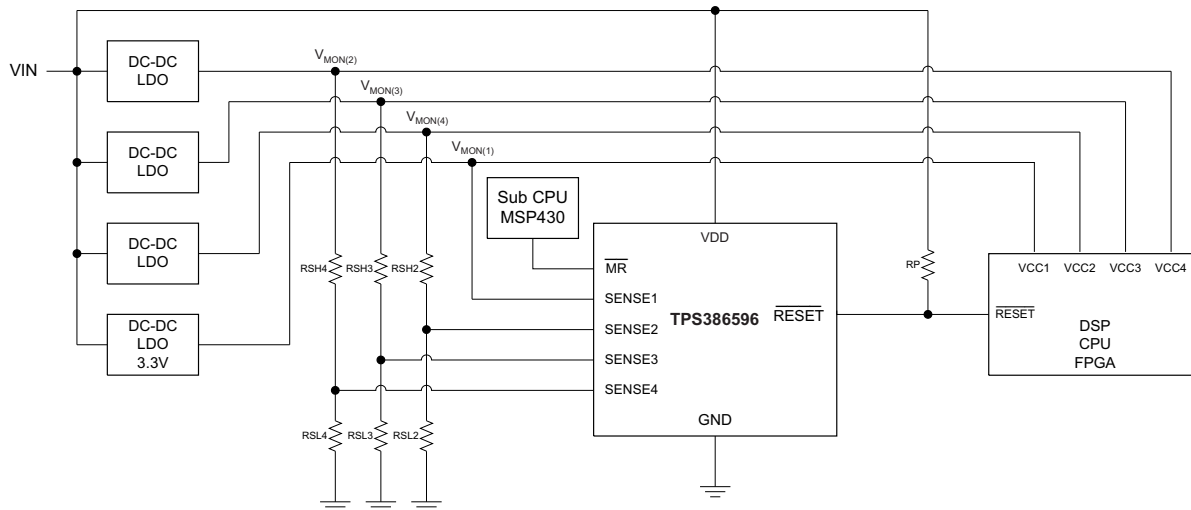 VIN
DC-DC
LDO
V_MON(2)
V_MON(3)
DC-DC
LDO
V_MON(4)
V_MON(1)
DC-DC
LDO
DC-DC
LDO
3.3V
Sub CPU
MSP430
RSH4
RSH3
RSH2
RSL4
RSL3
RSL2
VDD
MR
SENSE1
SENSE2
SENSE3
SENSE4
TPS386596
RESET
GND
RP
VCC1
VCC2
VCC3
VCC4
RESET
DSP
CPU
FPGA